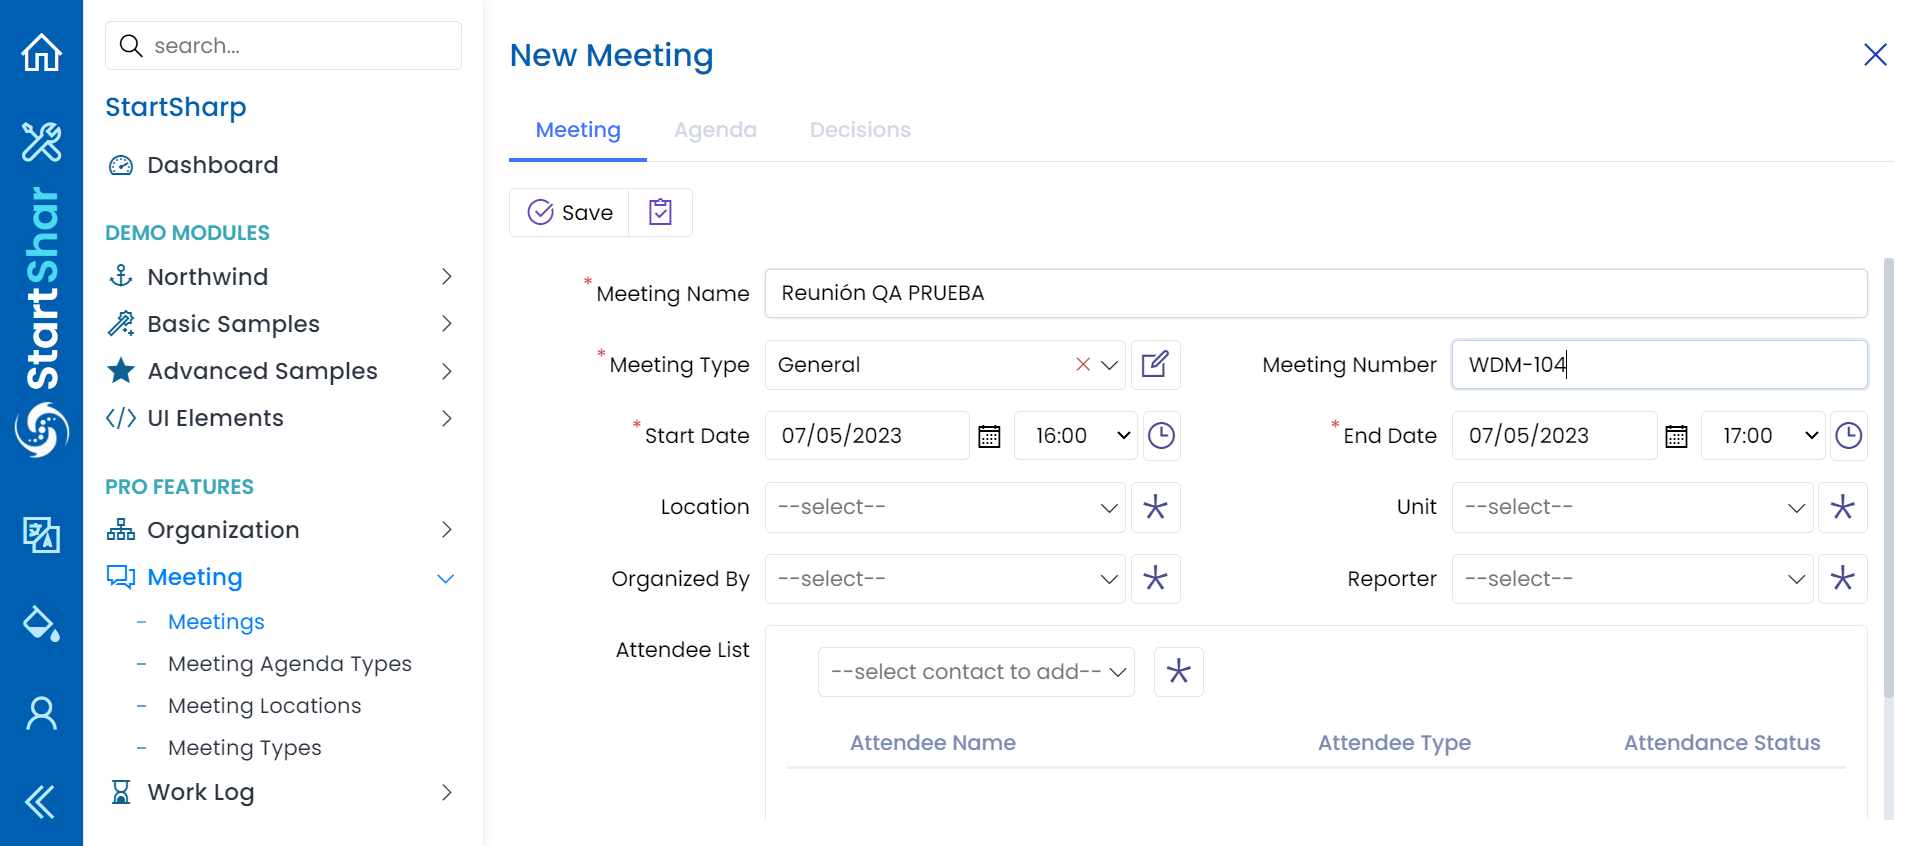 search...
StartSharp
Dashboard
DEMO MODULES
Northwind
Basic Samples
Advanced Samples
UI Elements
PRO FEATURES
Organization
Meeting
- Meetings
- Meeting Agenda Types
- Meeting Locations
- Meeting Types
Work Log
StartShar
New Meeting
Meeting Agenda Decisions
Save
* Meeting Name Reunión QA PRUEBA
* Meeting Type General Meeting Number WDM-104
* Start Date 07/05/2023 16:00 * End Date 07/05/2023 17:00
Location --select-- Unit --select--
Organized By --select-- Reporter --select--
Attendee List --select contact to add--
Attendee Name Attendee Type Attendance Status